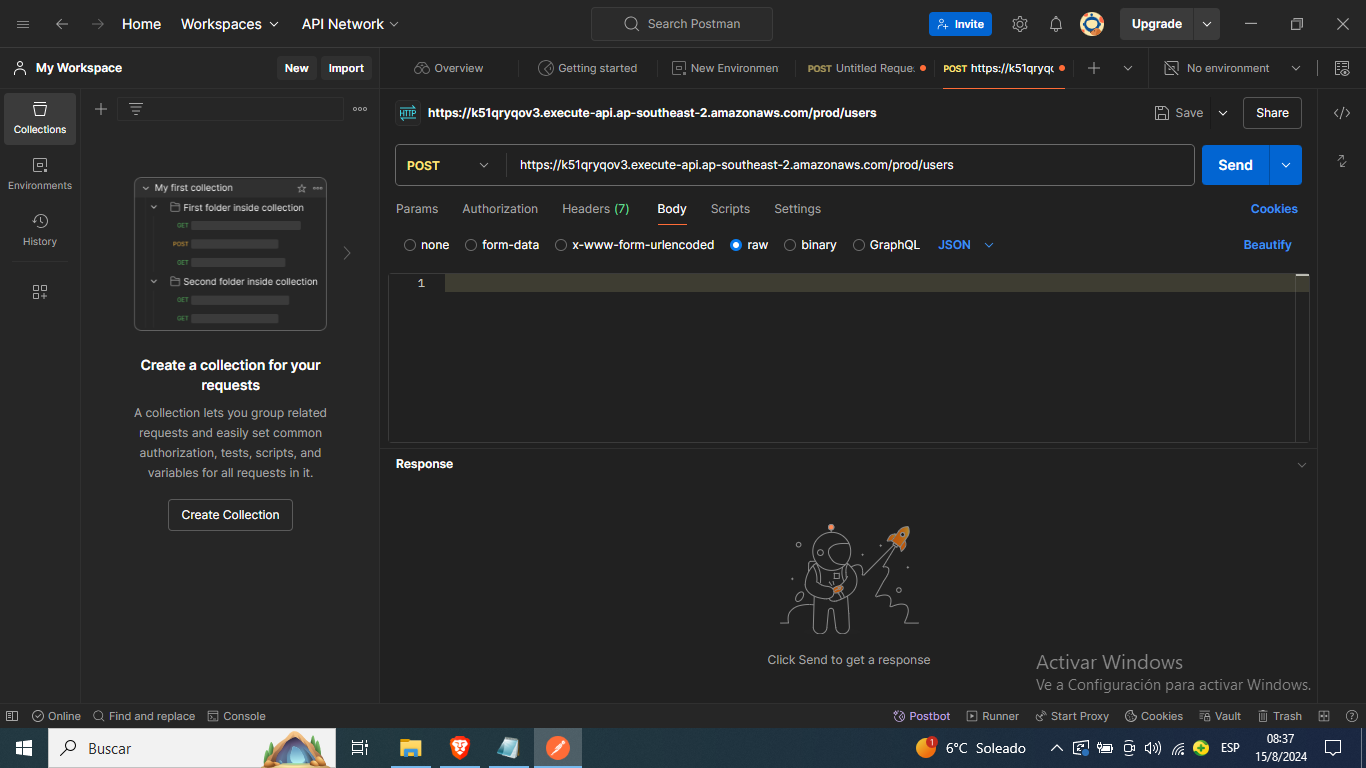 Home Workspaces API Network Search Postman Invite Upgrade
My Workspace New Import Overview Getting started New Environmen POST Untitled Reque POST https://k51qryqc No environment
Collections
Environments
History
My first collection
First folder inside collection
GET
POST
GET
Second folder inside collection
GET
GET
Create a collection for your
requests
A collection lets you group related
requests and easily set common
authorization, tests, scripts, and
variables for all requests in it.
Create Collection
HTTP https://k51qryqov3.execute-api.ap-southeast-2.amazonaws.com/prod/users Save Share
POST https://k51qryqov3.execute-api.ap-southeast-2.amazonaws.com/prod/users Send
Params Authorization Headers (7) Body Scripts Settings Cookies
none form-data x-www-form-urlencoded raw binary GraphQL JSON Beautify
1
Response
Click Send to get a response
Activar Windows
Ve a Configuración para activar Windows.
Online Find and replace Console Postbot Runner Start Proxy Cookies Vault Trash
Buscar 1 6°C Soleado ESP 08:37
15/8/2024